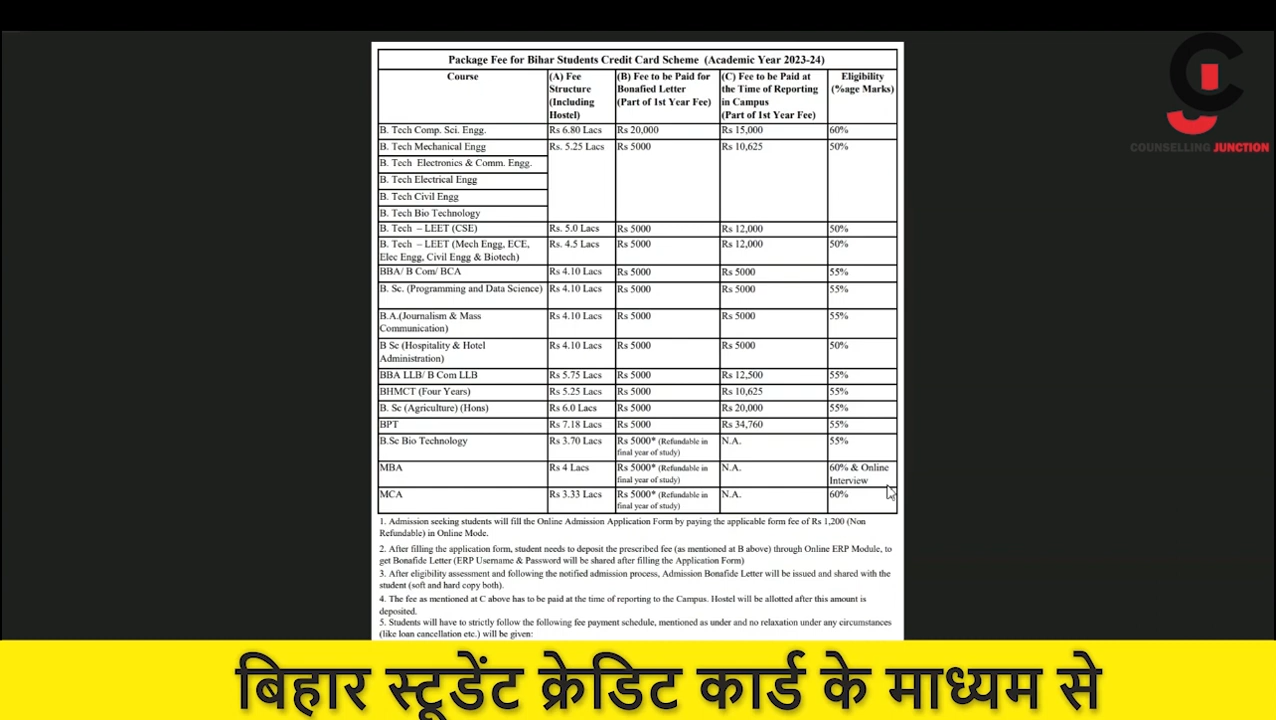 Package Fee for Bihar Students Credit Card Scheme (Academic Year 2023-24)
Course | (A) Fee Structure (Including Hostel) | (B) Fee to be Paid for Bonafied Letter (Part of 1st Year Fee) | (C) Fee to be Paid at the Time of Reporting in Campus (Part of 1st Year Fee) | Eligibility (%age Marks)
B. Tech Comp. Sci. Engg. | Rs 6.80 Lacs | Rs 20,000 | Rs 15,000 | 60%
B. Tech Mechanical Engg | Rs. 5.25 Lacs | Rs 5000 | Rs 10,625 | 50%
B. Tech Electronics & Comm. Engg.
B. Tech Electrical Engg
B. Tech Civil Engg
B. Tech Bio Technology
B. Tech – LEET (CSE) | Rs. 5.0 Lacs | Rs 5000 | Rs 12,000 | 50%
B. Tech – LEET (Mech Engg, ECE, Elec Engg, Civil Engg & Biotech) | Rs. 4.5 Lacs | Rs 5000 | Rs 12,000 | 50%
BBA/ B Com/ BCA | Rs 4.10 Lacs | Rs 5000 | Rs 5000 | 55%
B. Sc. (Programming and Data Science) | Rs 4.10 Lacs | Rs 5000 | Rs 5000 | 55%
B.A.(Journalism & Mass Communication) | Rs 4.10 Lacs | Rs 5000 | Rs 5000 | 55%
B Sc (Hospitality & Hotel Administration) | Rs 4.10 Lacs | Rs 5000 | Rs 5000 | 50%
BBA LLB/ B Com LLB | Rs 5.75 Lacs | Rs 5000 | Rs 12,500 | 55%
BHMCT (Four Years) | Rs 5.25 Lacs | Rs 5000 | Rs 10,625 | 55%
B. Sc (Agriculture) (Hons) | Rs 6.0 Lacs | Rs 5000 | Rs 20,000 | 55%
BPT | Rs 7.18 Lacs | Rs 5000 | Rs 34,760 | 55%
B.Sc Bio Technology | Rs 3.70 Lacs | Rs 5000* (Refundable in final year of study) | N.A. | 55%
MBA | Rs 4 Lacs | Rs 5000* (Refundable in final year of study) | N.A. | 60% & Online Interview
MCA | Rs 3.33 Lacs | Rs 5000* (Refundable in final year of study) | N.A. | 60%
1. Admission seeking students will fill the Online Admission Application Form by paying the applicable form fee of Rs 1,200 (Non
Refundable) in Online Mode.
2. After filling the application form, student needs to deposit the prescribed fee (as mentioned at B above) through Online ERP Module, to
get Bonafide Letter (ERP Username & Password will be shared after filling the Application Form)
3. After eligibility assessment and following the notified admission process, Admission Bonafide Letter will be issued and shared with the
student (soft and hard copy both).
4. The fee as mentioned at C above has to be paid at the time of reporting to the Campus. Hostel will be allotted after this amount is
deposited.
5. Students will have to strictly follow the following fee payment schedule, mentioned as under and no relaxation under any circumstances
(like loan cancellation etc.) will be given:
COUNSELLING JUNCTION
बिहार स्टूडेंट क्रेडिट कार्ड के माध्यम से